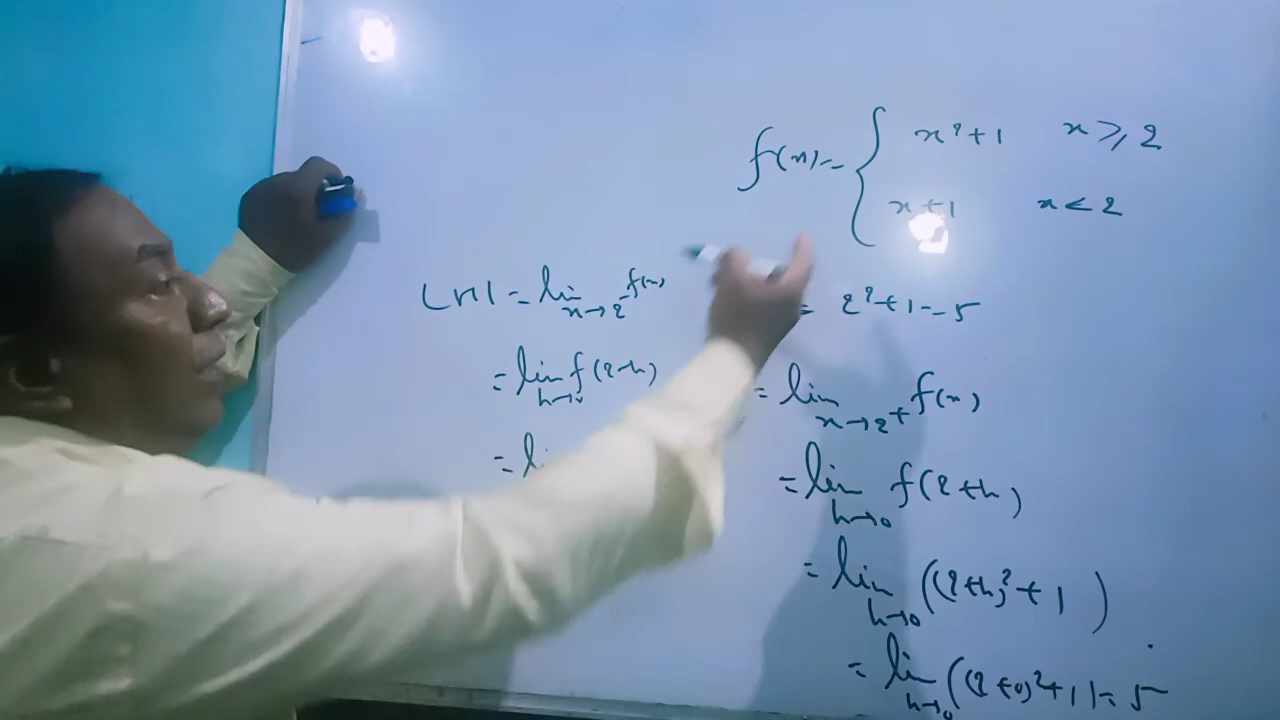 f(x) = { x²+1 x ≥ 2
x+1 x < 2
LHL = lim x→2⁻ f(x)
= lim h→0 f(2-h)
= lim
= 2²+1 = 5
= lim x→2⁺ f(x)
= lim h→0 f(2+h)
= lim h→0 ((2+h)²+1)
= lim h→0 ((2+0)²+1) = 5